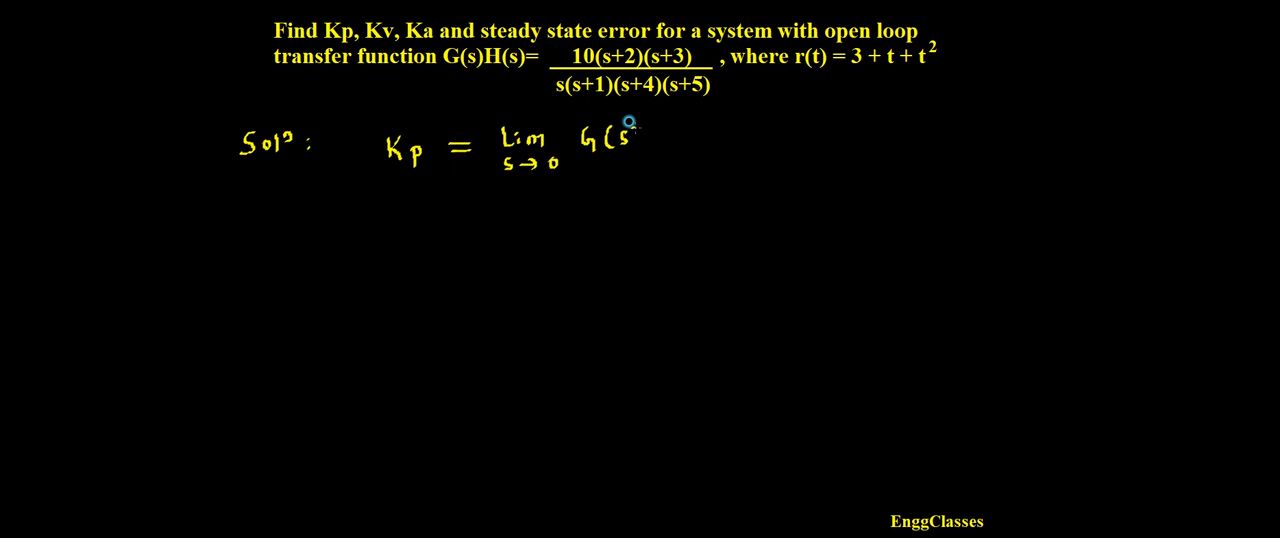 Find Kp, Kv, Ka and steady state error for a system with open loop
transfer function G(s)H(s)= 10(s+2)(s+3) / s(s+1)(s+4)(s+5) , where r(t) = 3 + t + t²
Solⁿ : Kp = Lim s→0 G(s
EnggClasses